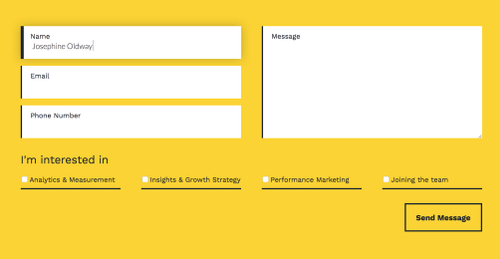 Name
Josephine Oldway
Email
Phone Number
Message
I'm interested in
Analytics & Measurement
Insights & Growth Strategy
Performance Marketing
Joining the team
Send Message